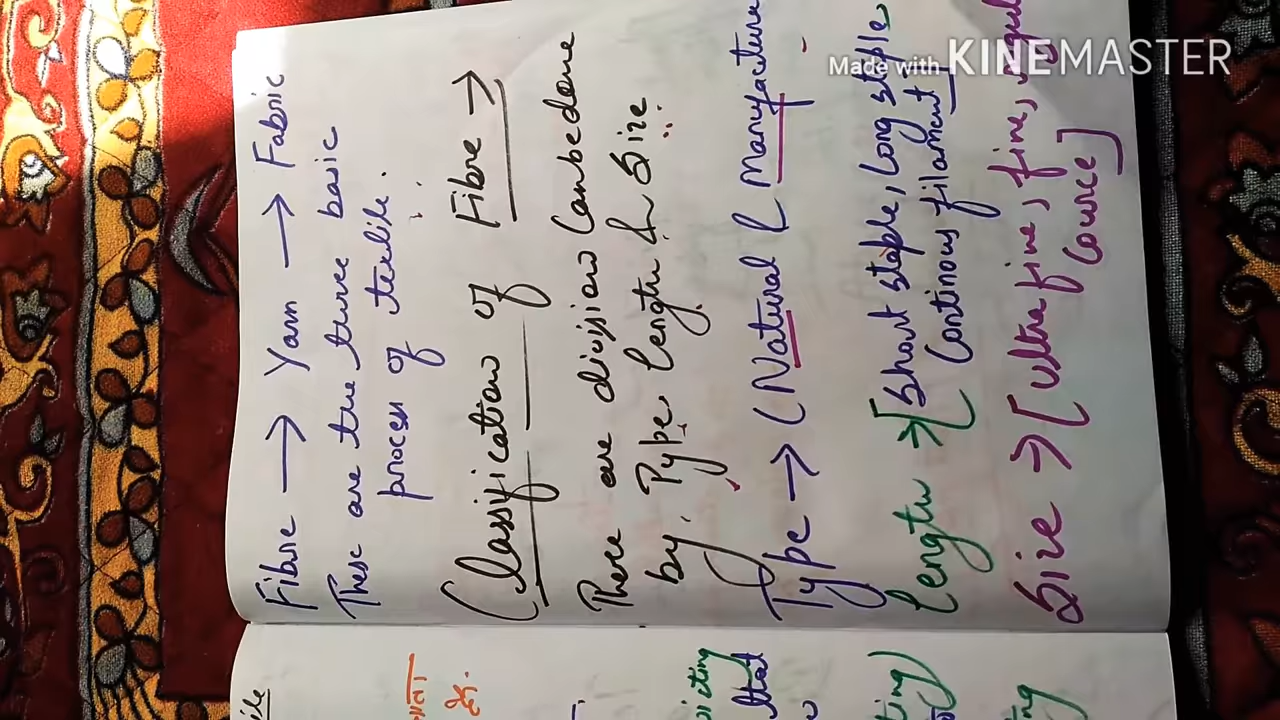 Fibre → Yarn → Fabric
These are the three basic
process of textile.
Classification of Fibre →
There are division can be done
by. Type, length & Size.
Type → (Natural & Manufacture
Length → [Short staple, Long staple,
Continous filament]
Size → [Ultra fine, fine, regul
Cource]
Made with KINEMASTER